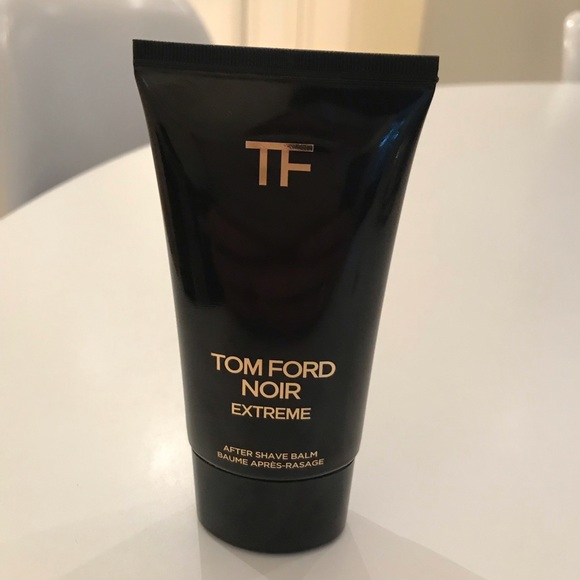 TF
TOM FORD
NOIR
EXTREME
AFTER SHAVE BALM
BAUME APRÈS-RASAGE